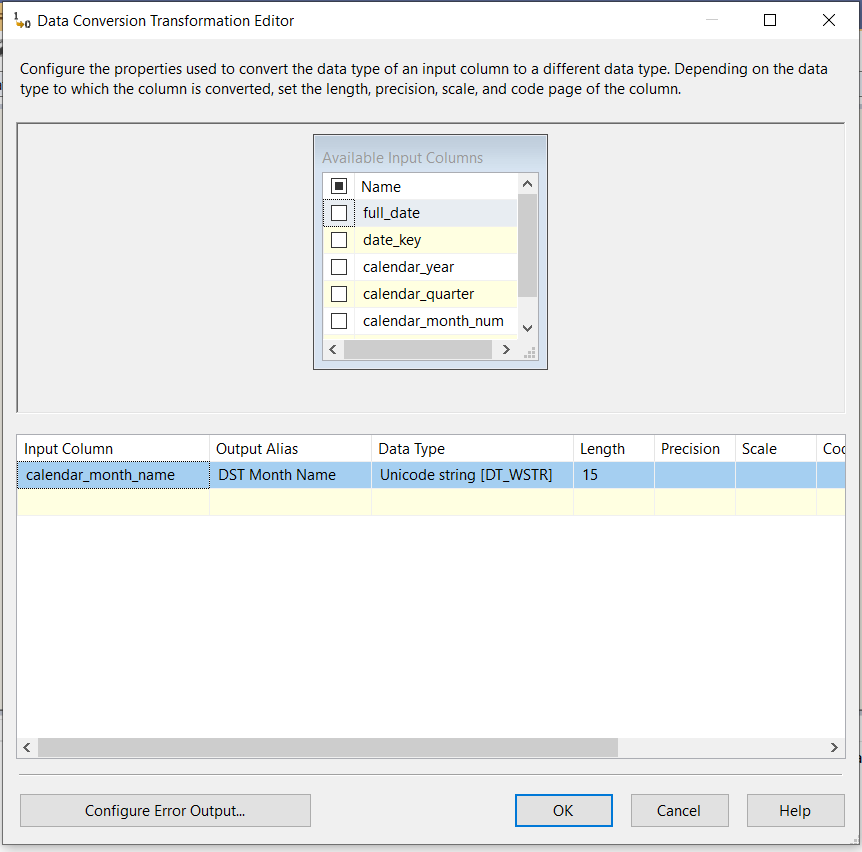 Data Conversion Transformation Editor
Configure the properties used to convert the data type of an input column to a different data type. Depending on the data
type to which the column is converted, set the length, precision, scale, and code page of the column.
Available Input Columns
Name
full_date
date_key
calendar_year
calendar_quarter
calendar_month_num
Input Column Output Alias Data Type Length Precision Scale
calendar_month_name DST Month Name Unicode string [DT_WSTR] 15
Configure Error Output... OK Cancel Help